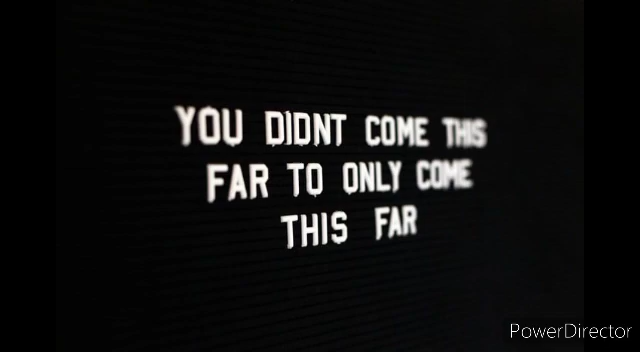 YOU DIDNT COME THIS
FAR TO ONLY COME
THIS FAR
PowerDirector